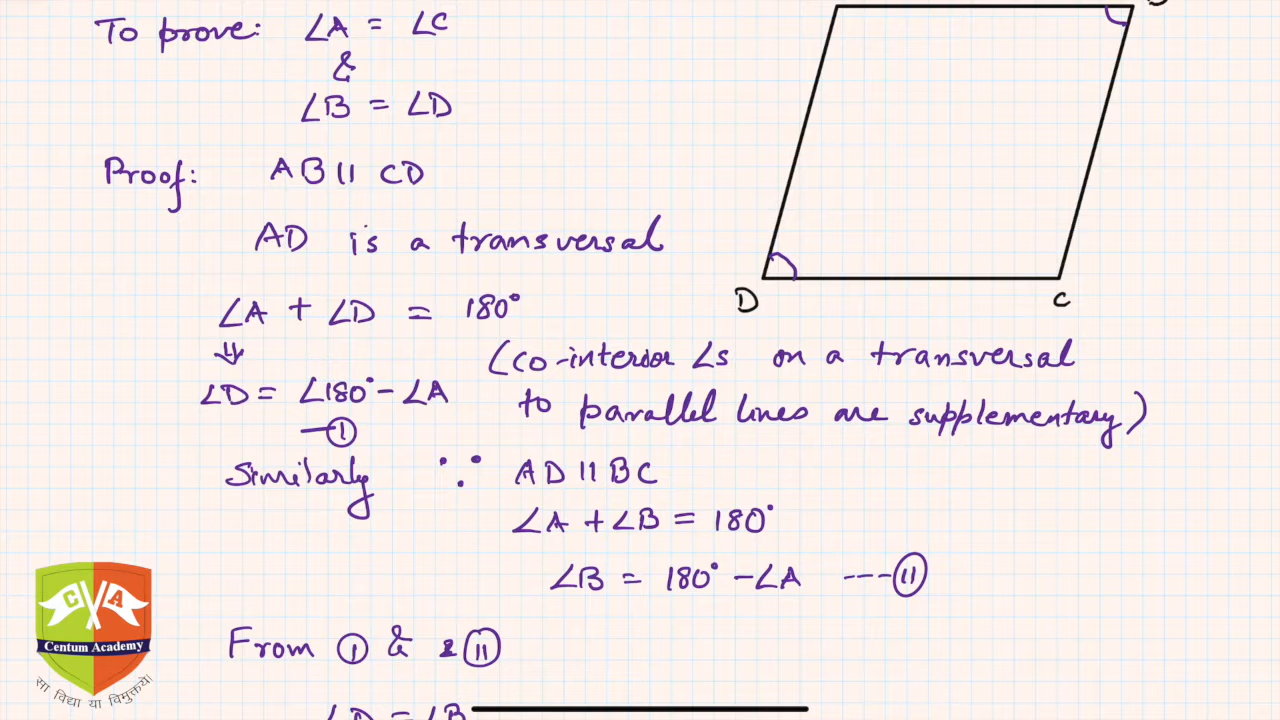 To prove: ∠A = ∠C
&
∠B = ∠D
Proof: AB || CD
AD is a transversal
∠A + ∠D = 180°
⇓
(co-interior ∠s on a transversal
∠D = ∠180° - ∠A
to parallel lines are supplementary)
— ①
Similarly ∵ AD || BC
∠A + ∠B = 180°
∠B = 180° - ∠A ---- (II)
From ① & (II)
∠D = ∠B
D
C
C A
Centum Academy
सा विद्या या विमुक्तये।